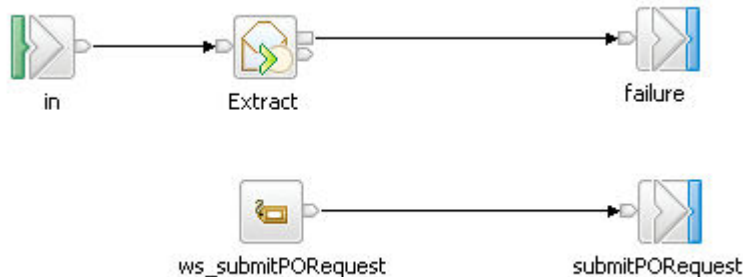 in
Extract
failure
ws_submitPORequest
submitPORequest